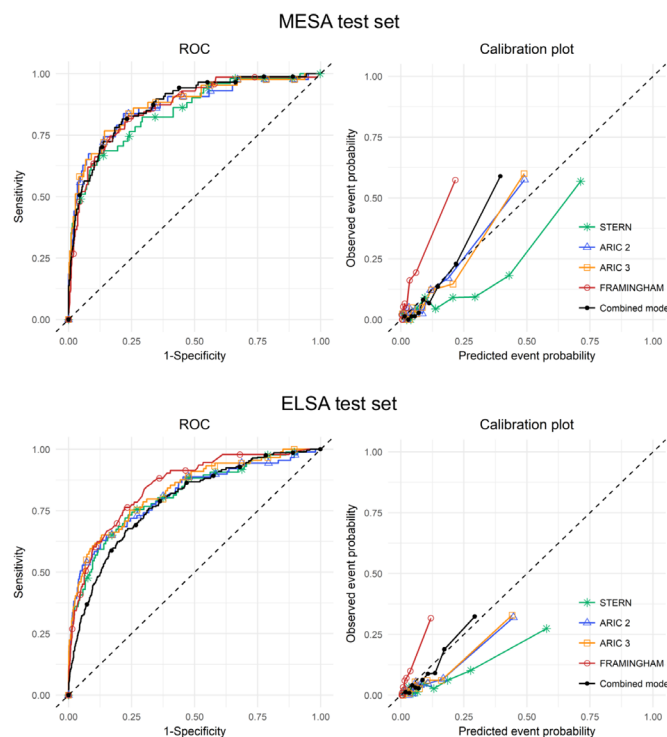 MESA test set
ROC
Calibration plot
Sensitivity
1.00
0.75
0.50
0.25
0.00
0.00 0.25 0.50 0.75 1.00
1-Specificity
Observed event probability
1.00
0.75
0.50
0.25
0.00
STERN
ARIC 2
ARIC 3
FRAMINGHAM
Combined mode
0.00 0.25 0.50 0.75 1.00
Predicted event probability
ELSA test set
ROC
Calibration plot
Sensitivity
1.00
0.75
0.50
0.25
0.00
0.00 0.25 0.50 0.75 1.00
1-Specificity
Observed event probability
1.00
0.75
0.50
0.25
0.00
STERN
ARIC 2
ARIC 3
FRAMINGHAM
Combined mode
0.00 0.25 0.50 0.75 1.00
Predicted event probability